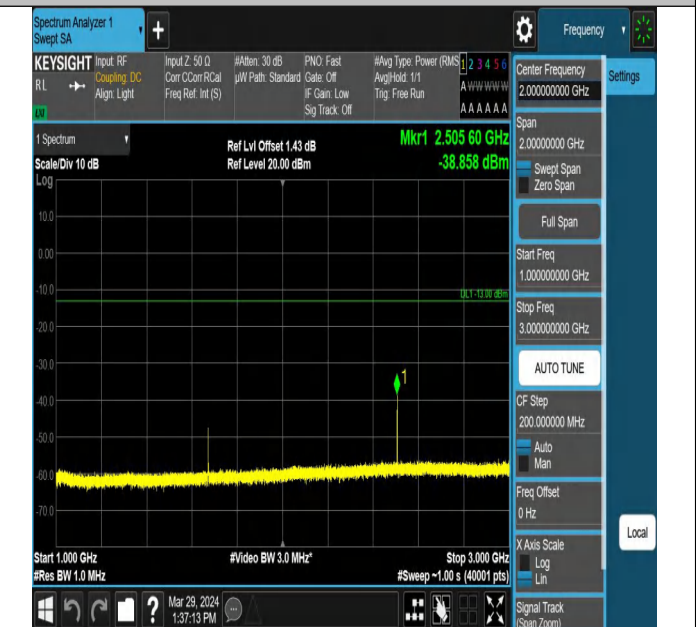 Spectrum Analyzer 1
Swept SA
Frequency
KEYSIGHT
RL
Input: RF
Coupling: DC
Align: Light
Input Z: 50 Ω
Corr CCorr RCal
Freq Ref: Int (S)
#Atten: 30 dB
µW Path: Standard
PNO: Fast
Gate: Off
IF Gain: Low
Sig Track: Off
#Avg Type: Power (RMS
Avg|Hold: 1/1
Trig: Free Run
1 2 3 4 5 6
A W W W W W
A A A A A A
Center Frequency
2.000000000 GHz
Settings
Span
2.00000000 GHz
Swept Span
Zero Span
Full Span
Start Freq
1.000000000 GHz
Stop Freq
3.000000000 GHz
AUTO TUNE
CF Step
200.000000 MHz
Auto
Man
Freq Offset
0 Hz
X Axis Scale
Log
Lin
Signal Track
(Span Zoom)
Local
1 Spectrum
Scale/Div 10 dB
Log
Ref Lvl Offset 1.43 dB
Ref Level 20.00 dBm
Mkr1 2.505 60 GHz
-38.858 dBm
10.0
0.00
-10.0
DL1 -13.00 dBm
-20.0
-30.0
1
-40.0
-50.0
-60.0
-70.0
Start 1.000 GHz
#Res BW 1.0 MHz
#Video BW 3.0 MHz*
Stop 3.000 GHz
#Sweep ~1.00 s (40001 pts)
Mar 29, 2024
1:37:13 PM